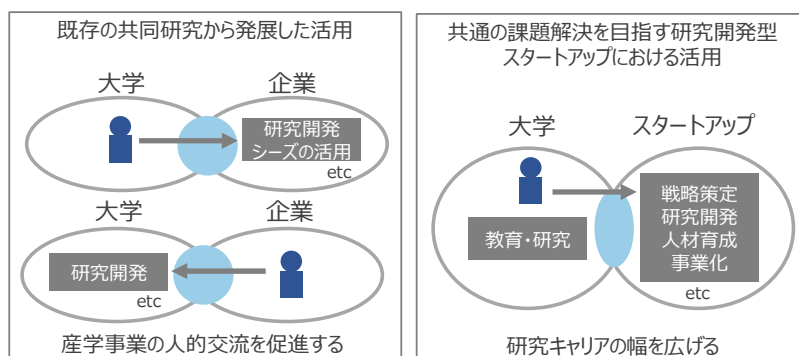 既存の共同研究から発展した活用
大学
企業
研究開発
シーズの活用
etc
大学
企業
研究開発
etc
産学事業の人的交流を促進する
共通の課題解決を目指す研究開発型
スタートアップにおける活用
大学
スタートアップ
教育・研究
戦略策定
研究開発
人材育成
事業化
etc
研究キャリアの幅を広げる